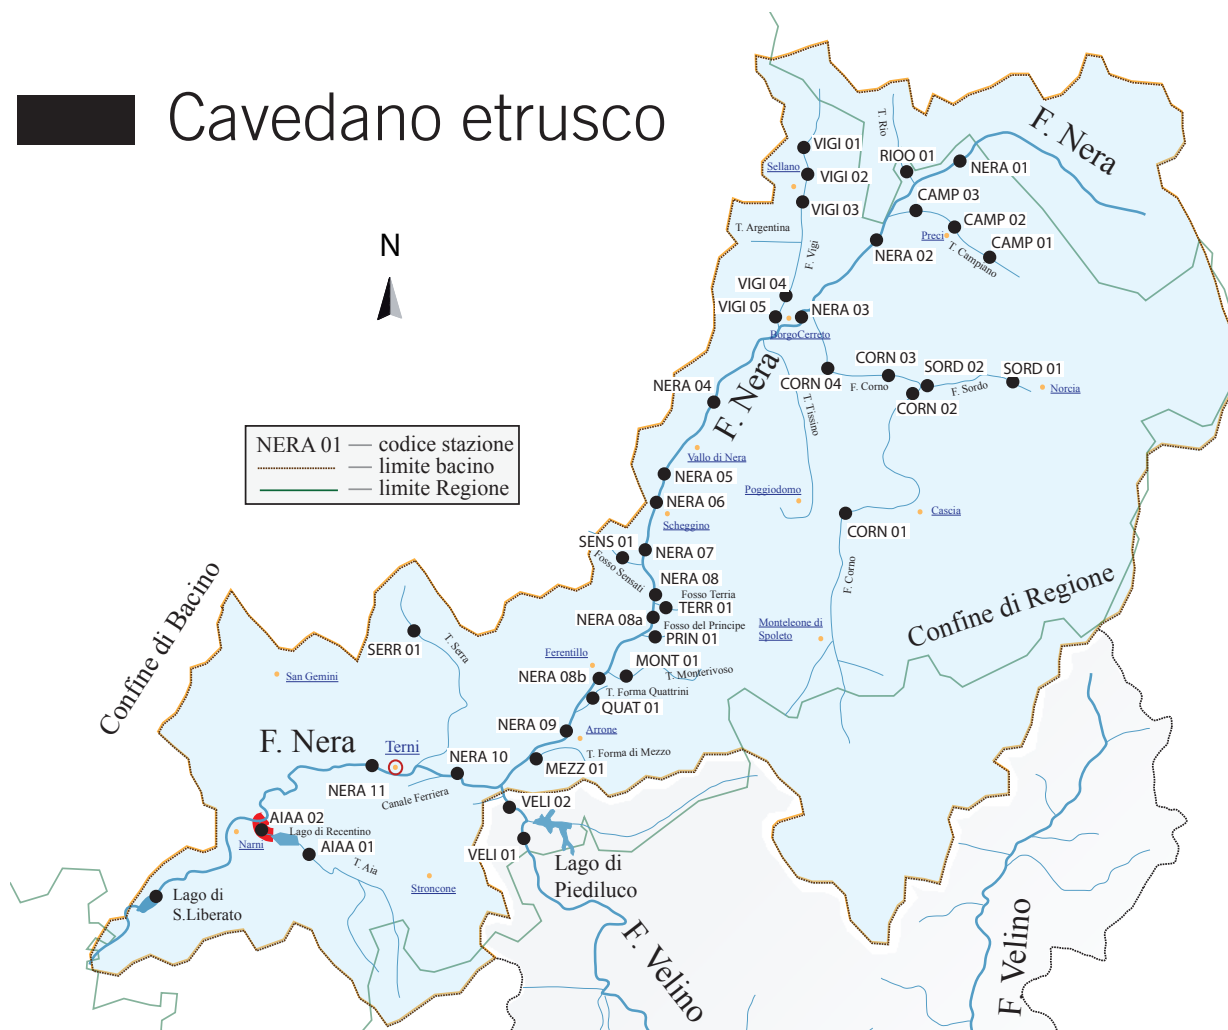 Cavedano etrusco
N
F. Nera
T. Rio
VIGI 01
RIOO 01
NERA 01
Sellano
VIGI 02
VIGI 03
CAMP 03
CAMP 02
T. Argentina
Preci
CAMP 01
F. Vigi
NERA 02
T. Campiano
VIGI 04
VIGI 05
NERA 03
BorgoCerreto
CORN 03
SORD 02
SORD 01
NERA 04
F. Nera
CORN 04
F. Corno
F. Sordo
Norcia
CORN 02
T. Tissino
NERA 01
codice stazione
limite bacino
limite Regione
Vallo di Nera
NERA 05
Poggiodomo
NERA 06
Scheggino
Cascia
CORN 01
SENS 01
NERA 07
Fosso Sensati
NERA 08
F. Corno
Fosso Terria
TERR 01
NERA 08a
Fosso del Principe
PRIN 01
Monteleone di
Spoleto
Confine di Regione
Confine di Bacino
SERR 01
T. Serra
Ferentillo
MONT 01
T. Monterivoso
San Gemini
NERA 08b
T. Forma Quattrini
QUAT 01
NERA 09
Arrone
F. Nera
Terni
NERA 10
T. Forma di Mezzo
MEZZ 01
NERA 11
Canale Ferriera
VELI 02
AIAA 02
Lago di Recentino
Narni
AIAA 01
VELI 01
T. Aia
Lago di
Piediluco
Stroncone
Lago di
S.Liberato
F. Velino
F. Velino